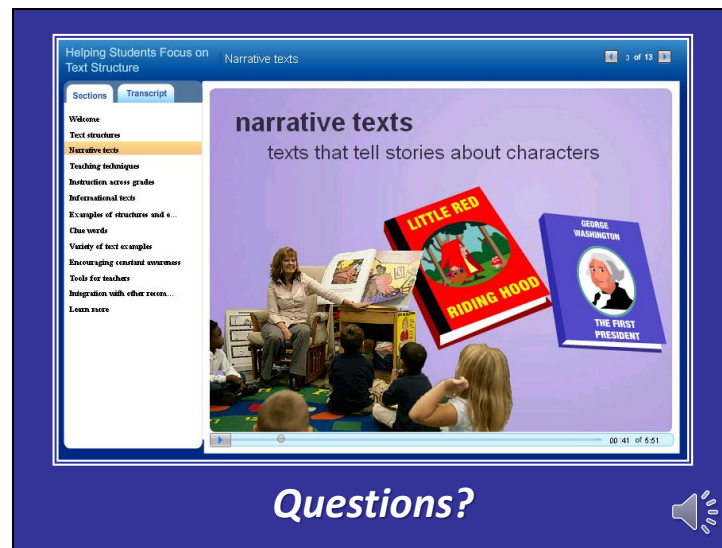 Helping Students Focus on
Text Structure
Narrative texts
3 of 13
Sections
Transcript
Welcome
Text structures
Narrative texts
Teaching techniques
Instruction across grades
Informational texts
Examples of structures and e...
Clue words
Variety of text examples
Encouraging constant awareness
Tools for teachers
Integration with other recom...
Learn more
narrative texts
texts that tell stories about characters
LITTLE RED
RIDING HOOD
GEORGE
WASHINGTON
THE FIRST
PRESIDENT
00:41 of 6:51
Questions?